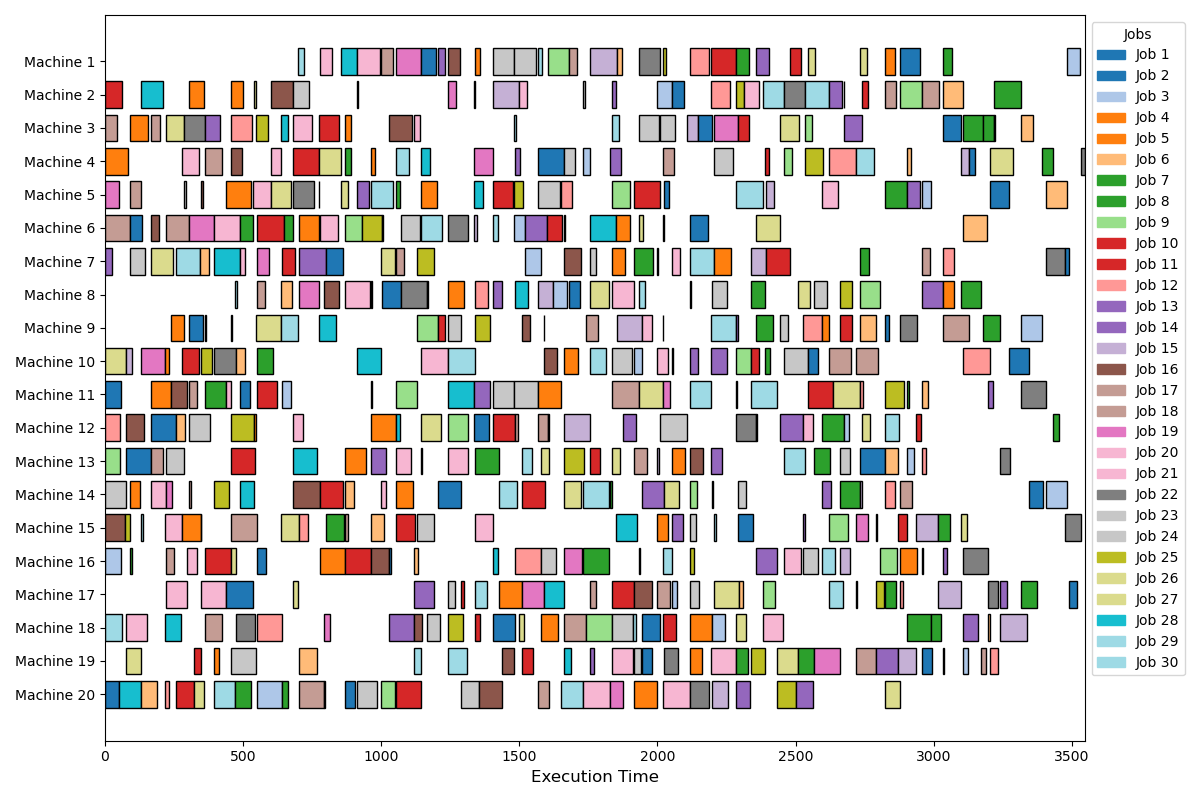 Machine 1
Machine 2
Machine 3
Machine 4
Machine 5
Machine 6
Machine 7
Machine 8
Machine 9
Machine 10
Machine 11
Machine 12
Machine 13
Machine 14
Machine 15
Machine 16
Machine 17
Machine 18
Machine 19
Machine 20
0 500 1000 1500 2000 2500 3000 3500
Execution Time
Jobs
Job 1
Job 2
Job 3
Job 4
Job 5
Job 6
Job 7
Job 8
Job 9
Job 10
Job 11
Job 12
Job 13
Job 14
Job 15
Job 16
Job 17
Job 18
Job 19
Job 20
Job 21
Job 22
Job 23
Job 24
Job 25
Job 26
Job 27
Job 28
Job 29
Job 30